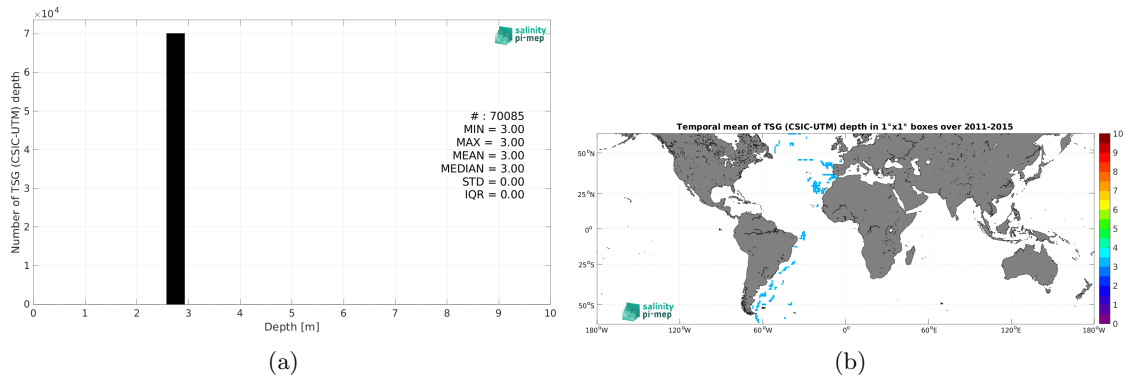 ×10⁴
7
6
5
4
3
2
1
0
Number of TSG (CSIC-UTM) depth
0 1 2 3 4 5 6 7 8 9 10
Depth [m]
salinity
pi-mep
# : 70085
MIN = 3.00
MAX = 3.00
MEAN = 3.00
MEDIAN = 3.00
STD = 0.00
IQR = 0.00
(a)
Temporal mean of TSG (CSIC-UTM) depth in 1°x1° boxes over 2011-2015
50°N
25°N
0°
25°S
50°S
180°W 120°W 60°W 0° 60°E 120°E 180°W
salinity
pi-mep
10
9
8
7
6
5
4
3
2
1
0
(b)